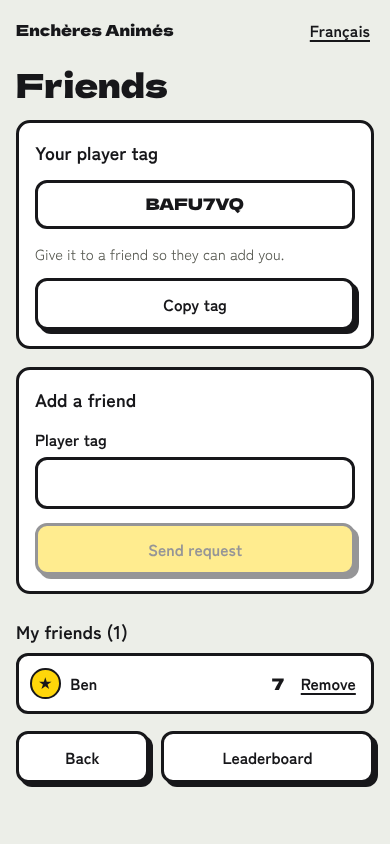 Enchères Animés
Français
Friends
Your player tag
BAFU7VQ
Give it to a friend so they can add you.
Copy tag
Add a friend
Player tag
Send request
My friends (1)
Ben 7 Remove
Back Leaderboard